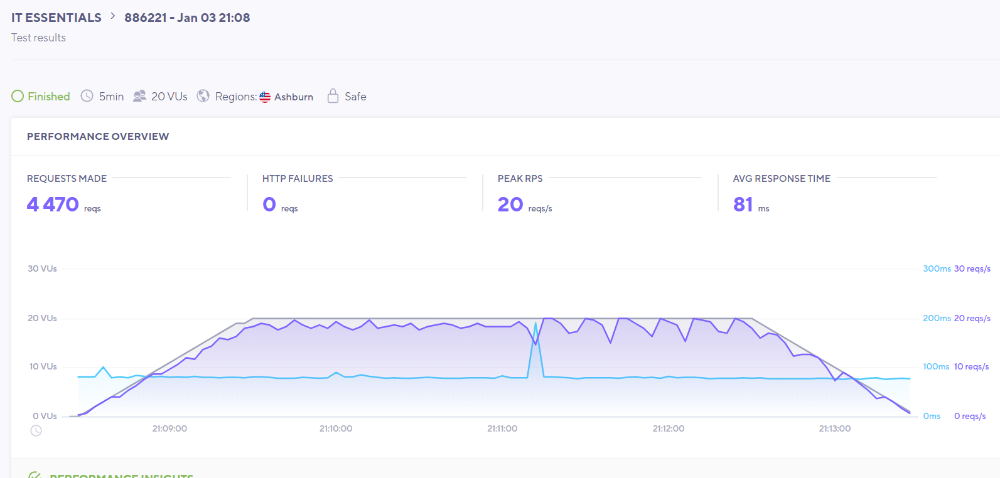 IT ESSENTIALS > 886221 - Jan 03 21:08
Test results
Finished 5min 20 VUs Regions: Ashburn Safe
PERFORMANCE OVERVIEW
REQUESTS MADE HTTP FAILURES PEAK RPS AVG RESPONSE TIME
4 470 reqs 0 reqs 20 reqs/s 81 ms
30 VUs 300ms 30 reqs/s
20 VUs 200ms 20 reqs/s
10 VUs 100ms 10 reqs/s
0 VUs 0ms 0 reqs/s
21:09:00 21:10:00 21:11:00 21:12:00 21:13:00
PERFORMANCE INSIGHTS